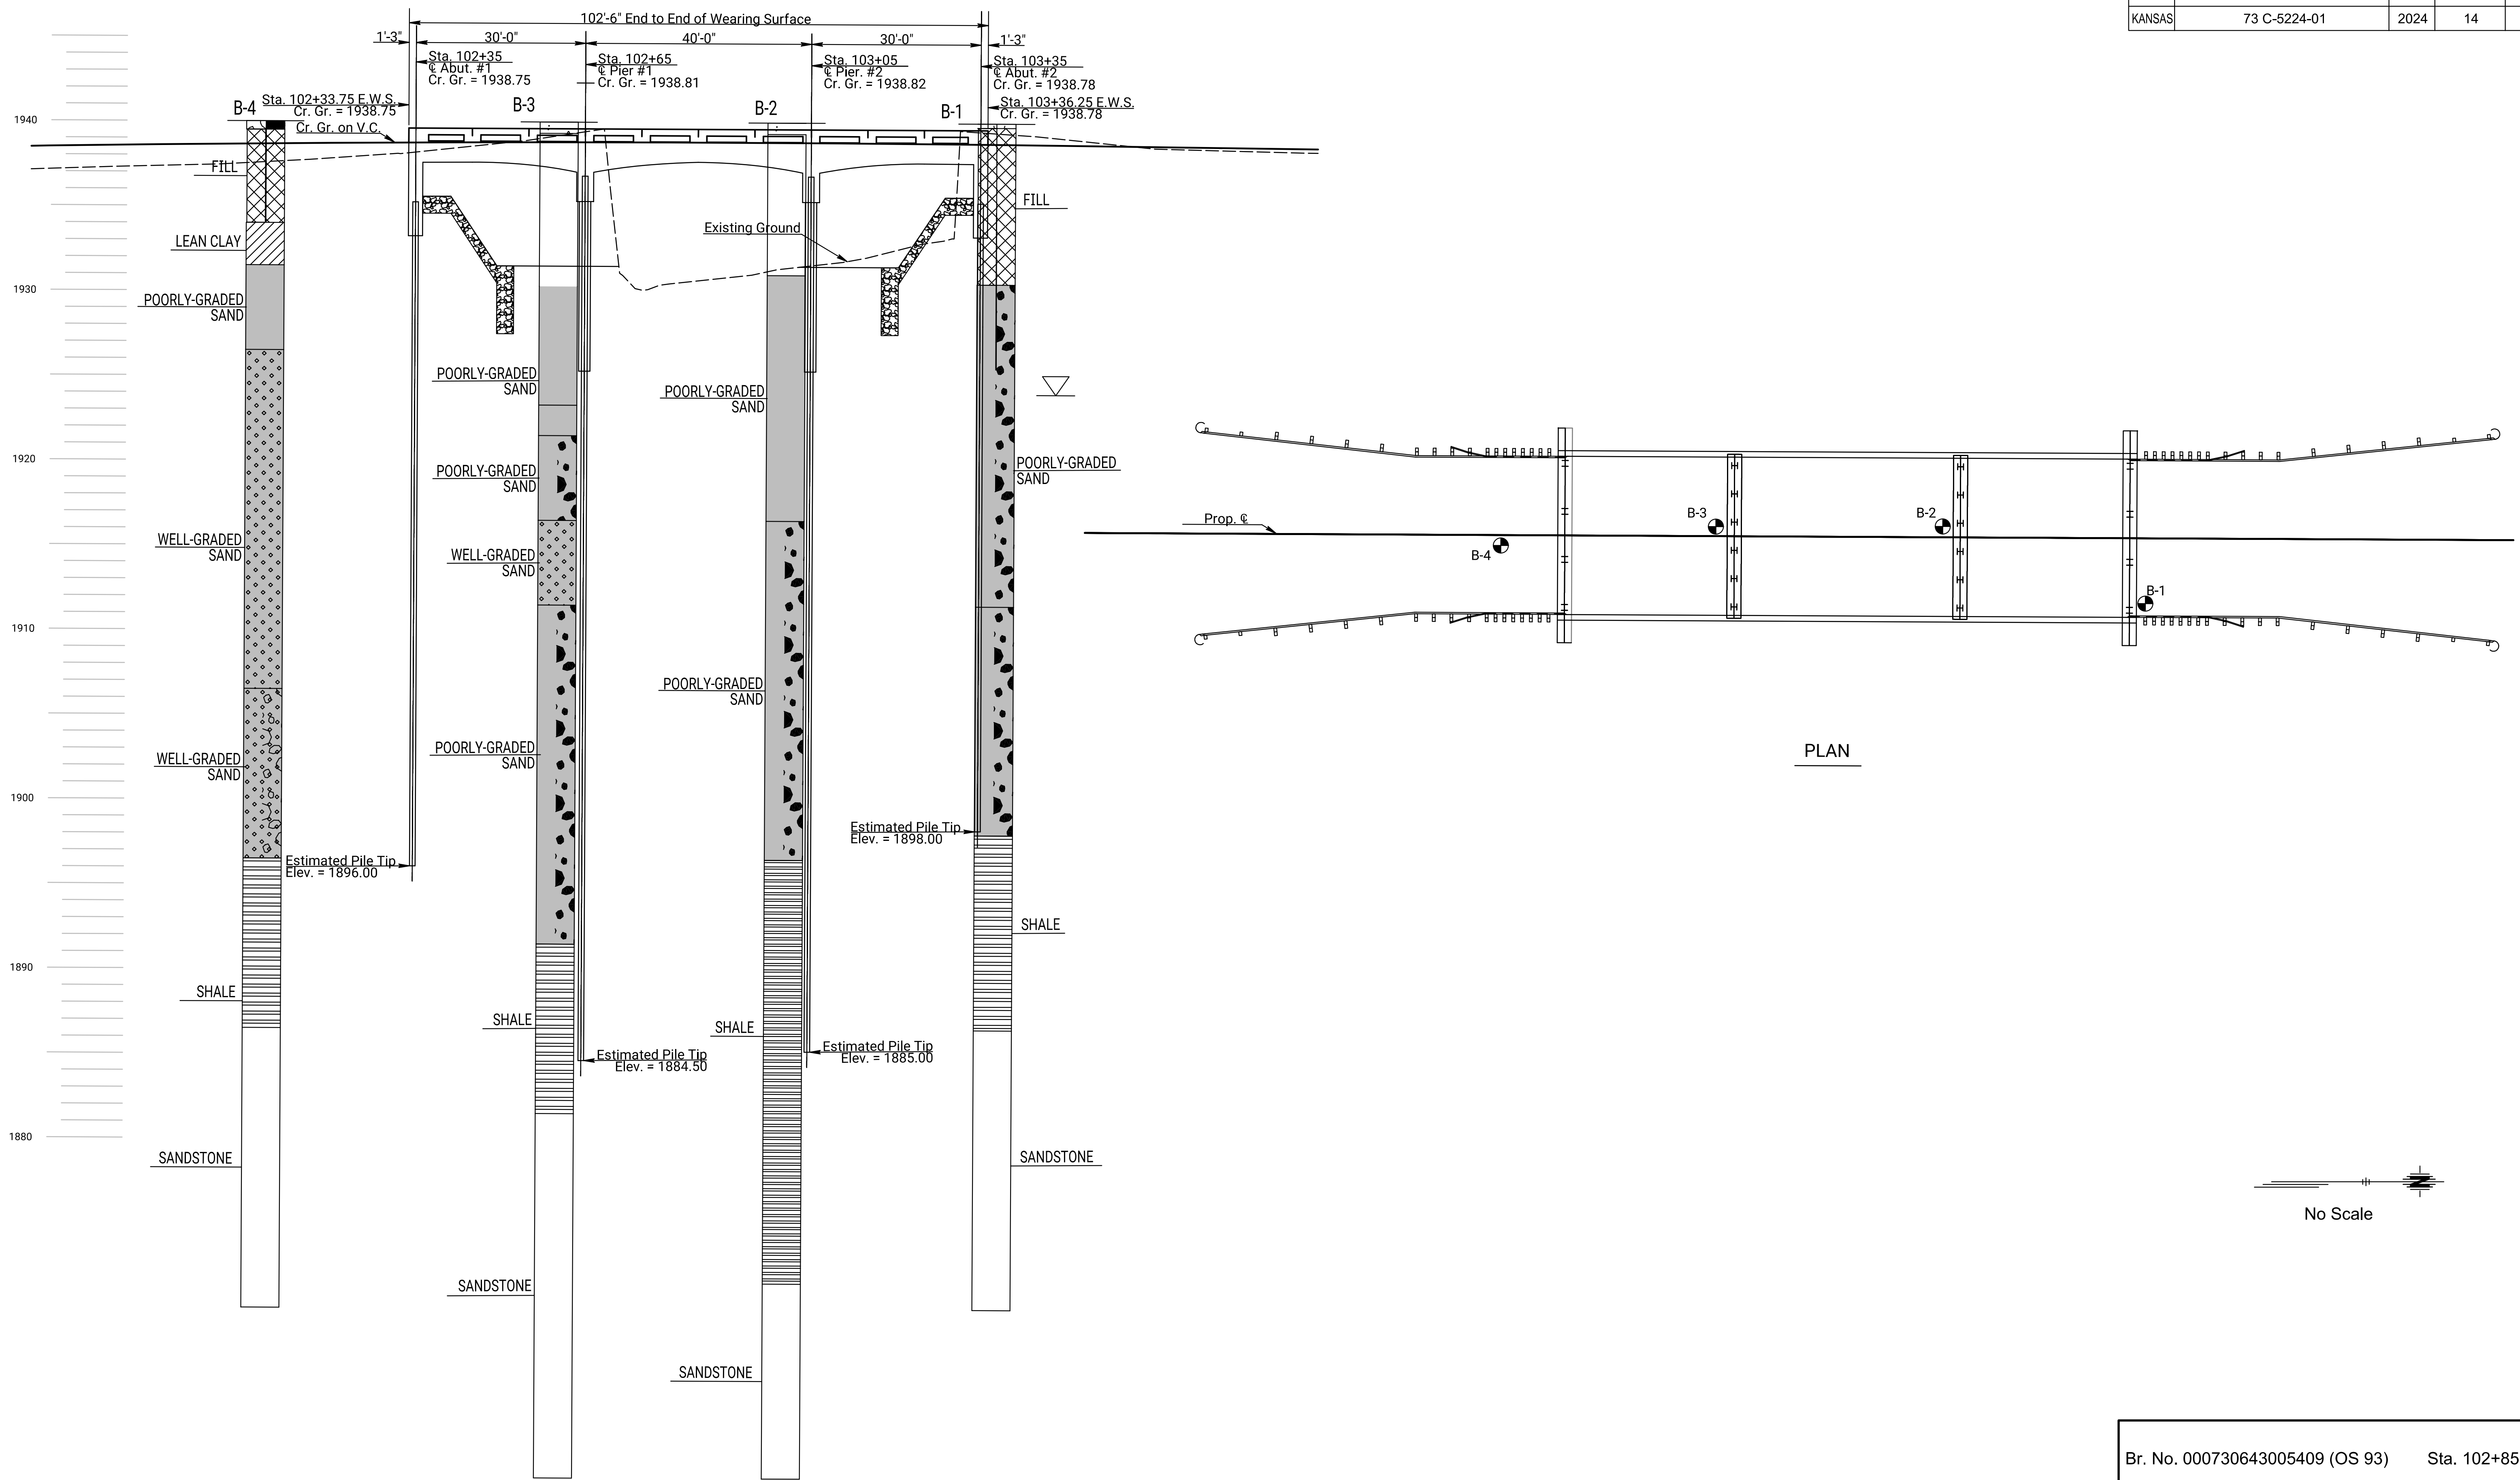 KANSAS 73 C-5224-01 2024 14
102'-6" End to End of Wearing Surface
1'-3" 30'-0" 40'-0" 30'-0" 1'-3"
Sta. 102+35
℄ Abut. #1
Cr. Gr. = 1938.75
Sta. 102+65
℄ Pier #1
Cr. Gr. = 1938.81
Sta. 103+05
℄ Pier. #2
Cr. Gr. = 1938.82
Sta. 103+35
℄ Abut. #2
Cr. Gr. = 1938.78
Sta. 102+33.75 E.W.S.
Cr. Gr. = 1938.75
Sta. 103+36.25 E.W.S.
Cr. Gr. = 1938.78
Cr. Gr. on V.C.
B-4
B-3
B-2
B-1
1940
1930
1920
1910
1900
1890
1880
FILL
LEAN CLAY
POORLY-GRADED
SAND
WELL-GRADED
SAND
WELL-GRADED
SAND
SHALE
SANDSTONE
Estimated Pile Tip
Elev. = 1896.00
POORLY-GRADED
SAND
POORLY-GRADED
SAND
WELL-GRADED
SAND
POORLY-GRADED
SAND
SHALE
SANDSTONE
Estimated Pile Tip
Elev. = 1884.50
Existing Ground
POORLY-GRADED
SAND
POORLY-GRADED
SAND
SHALE
SANDSTONE
Estimated Pile Tip
Elev. = 1885.00
Estimated Pile Tip
Elev. = 1898.00
FILL
POORLY-GRADED
SAND
SHALE
SANDSTONE
Prop. ℄
B-4
B-3
B-2
B-1
PLAN
N
No Scale
Br. No. 000730643005409 (OS 93) Sta. 102+85